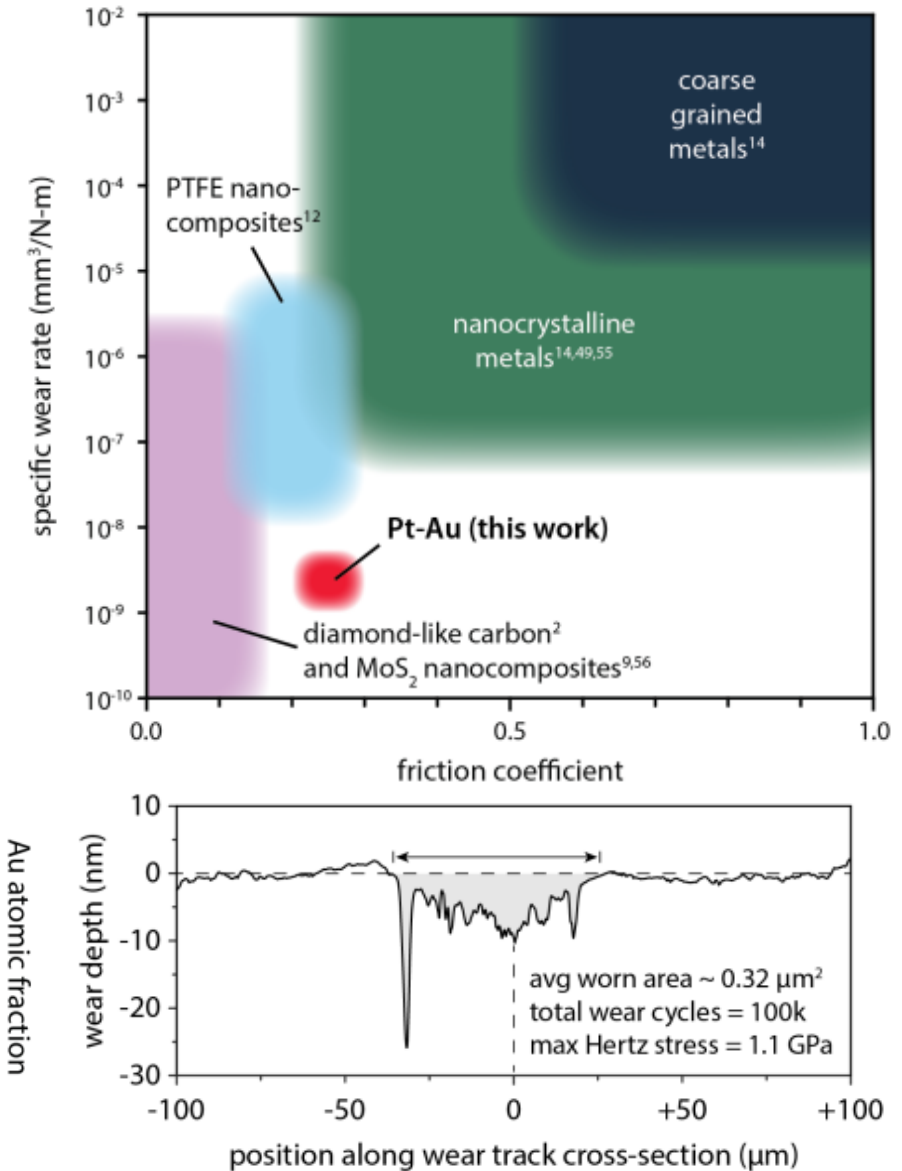 10⁻²
10⁻³
10⁻⁴
10⁻⁵
10⁻⁶
10⁻⁷
10⁻⁸
10⁻⁹
10⁻¹⁰
specific wear rate (mm³/N-m)
coarse
grained
metals¹⁴
PTFE nano-
composites¹²
nanocrystalline
metals¹⁴,⁴⁹,⁵⁵
Pt-Au (this work)
diamond-like carbon²
and MoS₂ nanocomposites⁹,⁵⁶
0.0
0.5
1.0
friction coefficient
Au atomic fraction
wear depth (nm)
10
0
-10
-20
-30
avg worn area ~ 0.32 µm²
total wear cycles = 100k
max Hertz stress = 1.1 GPa
-100
-50
0
+50
+100
position along wear track cross-section (µm)